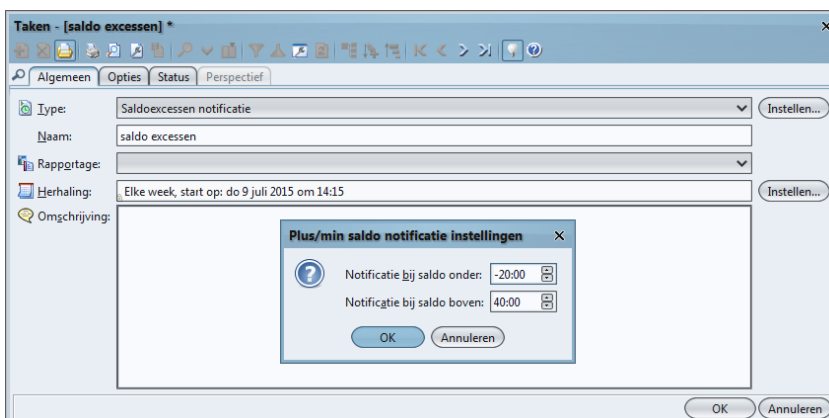 Taken - [saldo excessen] *
Algemeen Opties Status Perspectief
Type: Saldoexcessen notificatie Instellen...
Naam: saldo excessen
Rapportage:
Herhaling: Elke week, start op: do 9 juli 2015 om 14:15 Instellen...
Omschrijving:
Plus/min saldo notificatie instellingen
Notificatie bij saldo onder: -20:00
Notificatie bij saldo boven: 40:00
OK Annuleren
OK Annuleren